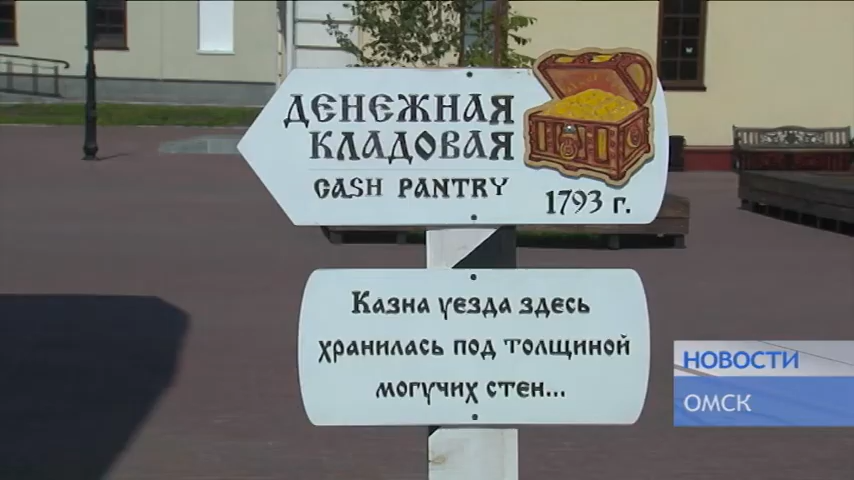 ДЕНЕЖНАЯ
КЛАДОВАЯ
CASH PANTRY
1793 г.
Казна уезда здесь
хранилась под толщиной
могучих стен...
НОВОСТИ
ОМСК